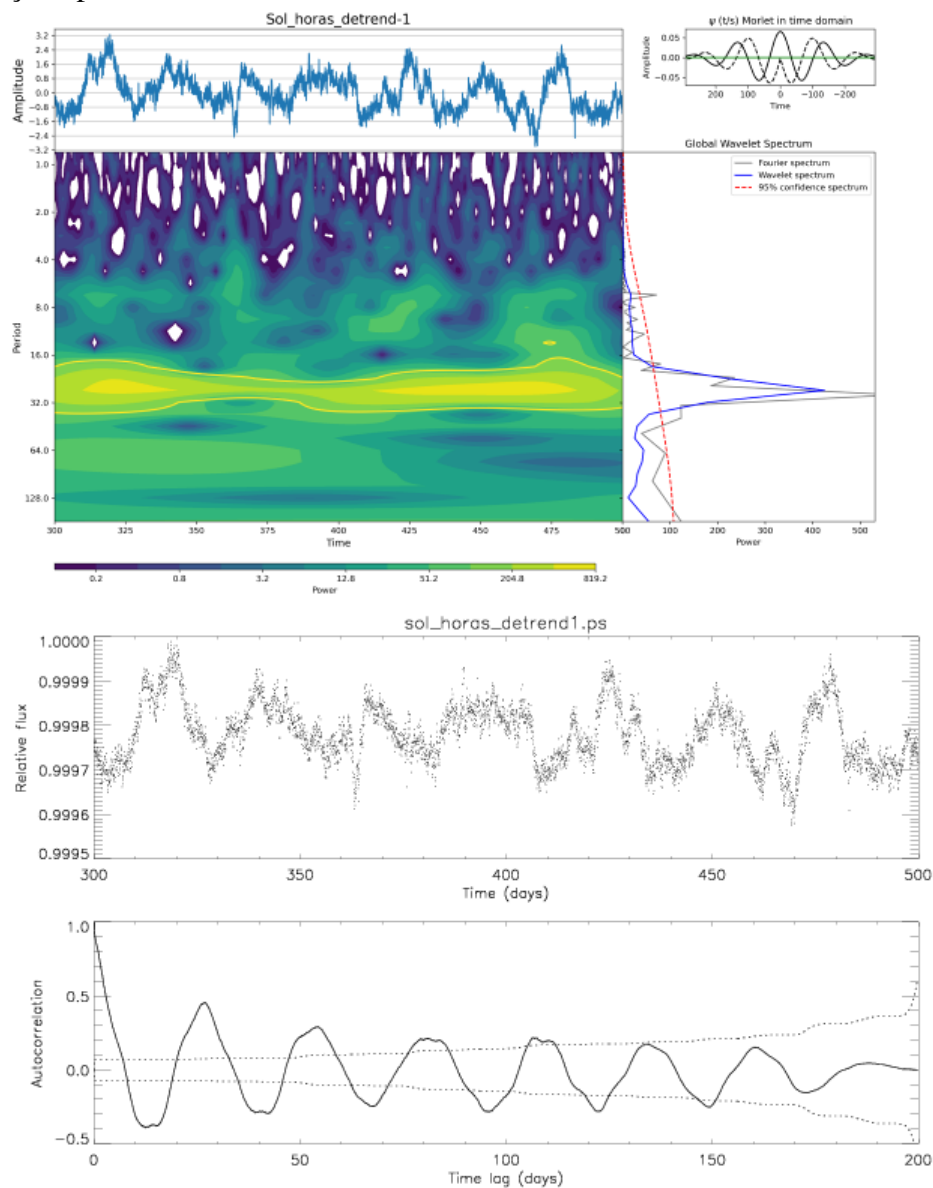 Sol_horas_detrend-1
3.2
2.4
1.6
0.8
0.0
−0.8
−1.6
−2.4
−3.2
Amplitude
ψ (t/s) Morlet in time domain
0.05
0.00
−0.05
Amplitude
200 100 0 −100 −200
Time
Global Wavelet Spectrum
Fourier spectrum
Wavelet spectrum
95% confidence spectrum
1.0
2.0
4.0
8.0
16.0
32.0
64.0
128.0
Period
300 325 350 375 400 425 450 475 500
Time
0 100 200 300 400 500
Power
0.2 0.8 3.2 12.8 51.2 204.8 819.2
Power
sol_horas_detrend1.ps
1.0000
0.9999
0.9998
0.9997
0.9996
0.9995
Relative flux
300 350 400 450 500
Time (days)
1.0
0.5
0.0
−0.5
Autocorrelation
0 50 100 150 200
Time lag (days)